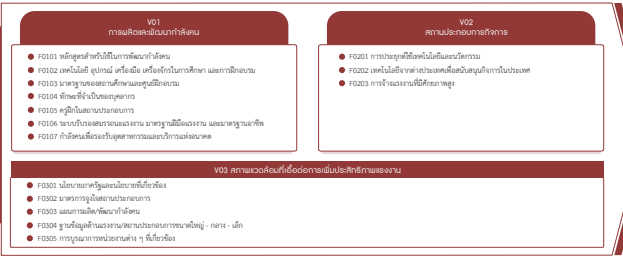 V01
การผลิตและพัฒนากำลังคน
F0101 หลักสูตรสำหรับใช้ในการพัฒนากำลังคน
F0102 เทคโนโลยี อุปกรณ์ เครื่องมือ เครื่องจักรในการศึกษา และการฝึกอบรม
F0103 มาตรฐานของสถานศึกษาและศูนย์ฝึกอบรม
F0104 ทักษะที่จำเป็นของบุคลากร
F0105 ครูฝึกในสถานประกอบการ
F0106 ระบบรับรองสมรรถนะแรงงาน มาตรฐานฝีมือแรงงาน และมาตรฐานอาชีพ
F0107 กำลังคนเพื่อรองรับอุตสาหกรรมและบริการแห่งอนาคต
V02
สถานประกอบการกิจการ
F0201 การประยุกต์ใช้เทคโนโลยีและนวัตกรรม
F0202 เทคโนโลยีจากต่างประเทศเพื่อสนับสนุนกิจการในประเทศ
F0203 การจ้างแรงงานที่มีศักยภาพสูง
V03 สภาพแวดล้อมที่เอื้อต่อการเพิ่มประสิทธิภาพแรงงาน
F0301 นโยบายภาครัฐและนโยบายที่เกี่ยวข้อง
F0302 มาตรการจูงใจสถานประกอบการ
F0303 แผนการผลิต/พัฒนากำลังคน
F0304 ฐานข้อมูลด้านแรงงาน/สถานประกอบการขนาดใหญ่ - กลาง - เล็ก
F0305 การบูรณาการหน่วยงานต่าง ๆ ที่เกี่ยวข้อง